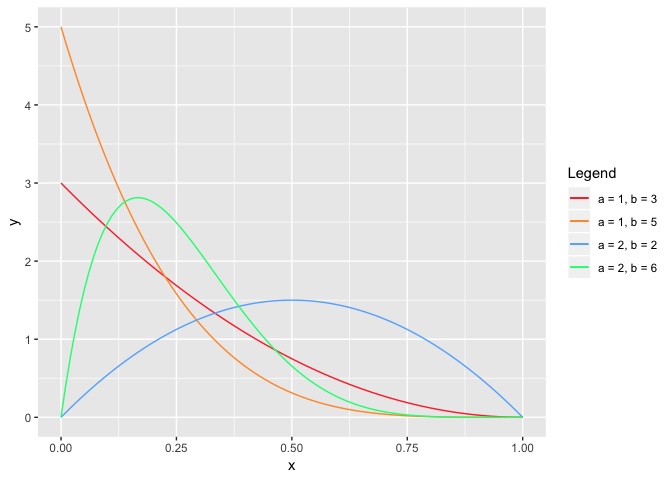 5
4
3
2
1
0
y
0.00 0.25 0.50 0.75 1.00
x
Legend
a = 1, b = 3
a = 1, b = 5
a = 2, b = 2
a = 2, b = 6